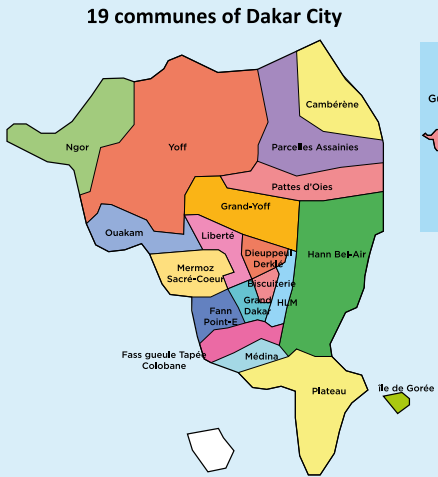 19 communes of Dakar City
Cambérène
Ngor
Yoff
Parcelles Assainies
Pattes d'Oies
Grand-Yoff
Ouakam
Liberté
Dieuppeul
Derklé
Hann Bel-Air
Mermoz
Sacré-Coeur
Biscuiterie
Grand
Dakar
HLM
Fann
Point-E
Fass gueule Tapée
Colobane
Médina
Plateau
île de Gorée